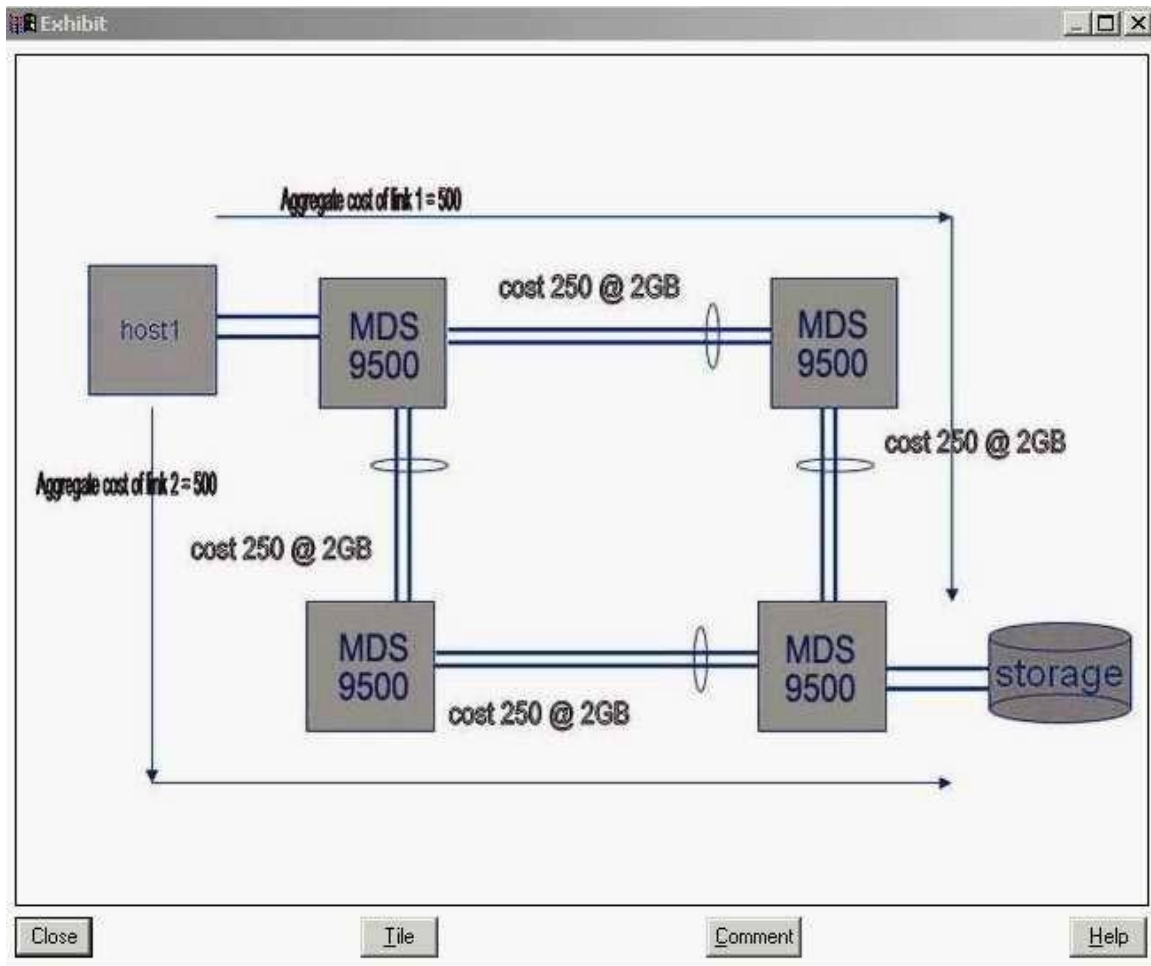 Exhibit
Aggregate cost of link 1 = 500
cost 250 @ 2GB
host1
MDS
9500
MDS
9500
cost 250 @ 2GB
Aggregate cost of link 2 = 500
cost 250 @ 2GB
MDS
9500
MDS
9500
storage
cost 250 @ 2GB
Close
Tile
Comment
Help